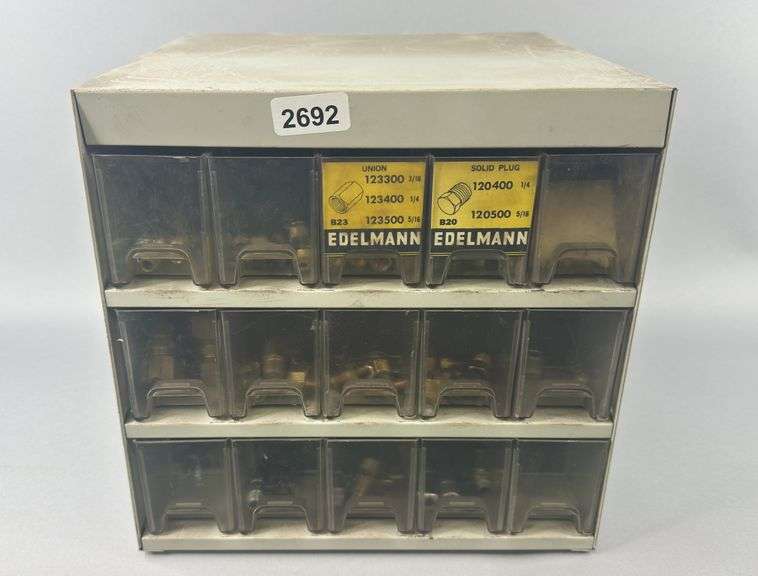 2692
UNION
123300 3/16
123400 1/4
B23 123500 5/16
EDELMANN
SOLID PLUG
120400 1/4
B20 120500 5/16
EDELMANN